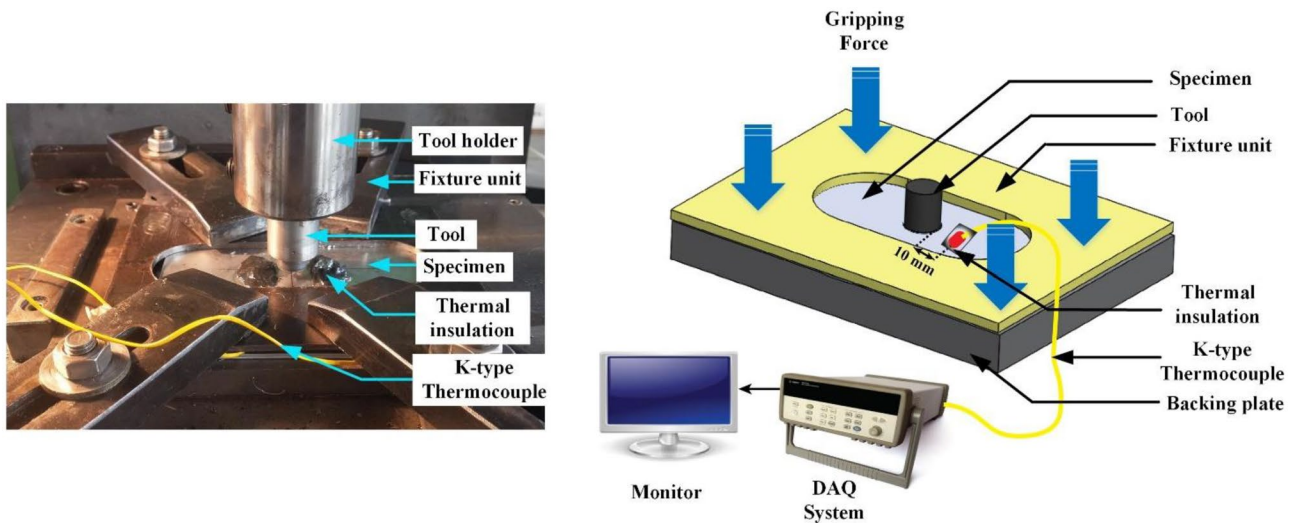 Tool holder
Fixture unit
Tool
Specimen
Thermal
insulation
K-type
Thermocouple
Gripping
Force
Specimen
Tool
Fixture unit
10 mm
Thermal
insulation
K-type
Thermocouple
Backing plate
Monitor
DAQ
System